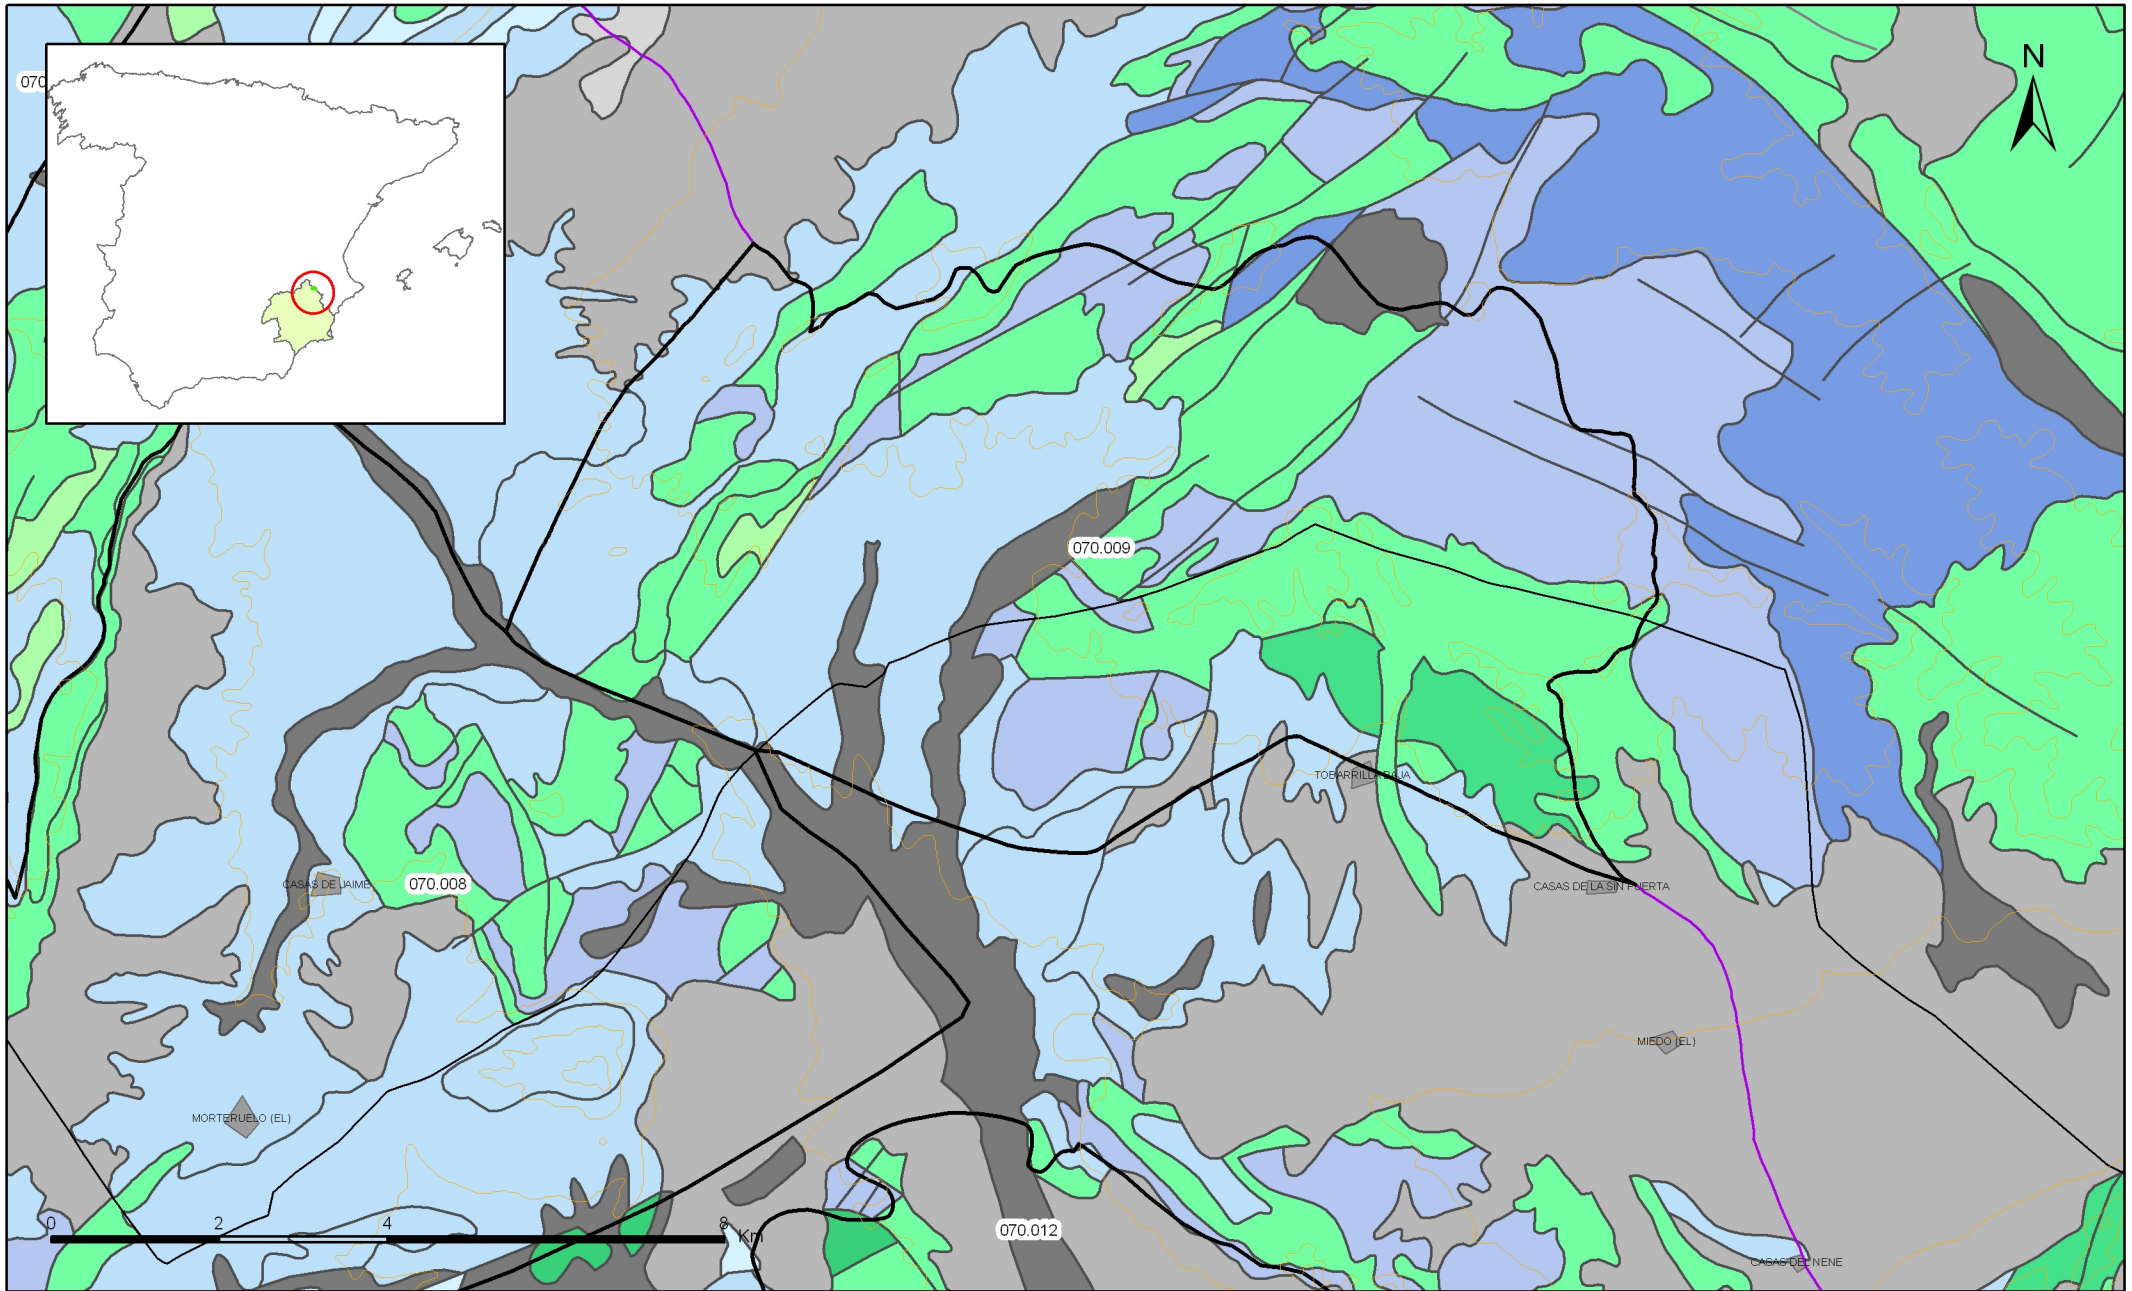 N
070
070.009
TOBARRILLA BAJA
CASAS DE JAIME
070.008
CASAS DE LA SIN PUERTA
MIEDO (EL)
MORTERUELO (EL)
0 2 4 8 Km
070.012
CASAS DEL NENE